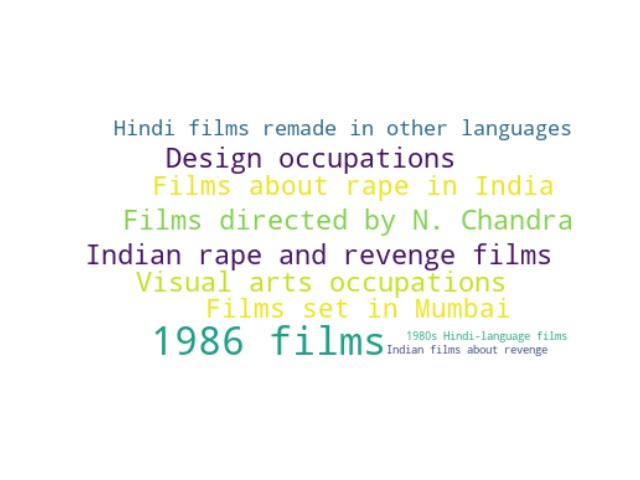 Hindi films remade in other languages
Design occupations
Films about rape in India
Films directed by N. Chandra
Indian rape and revenge films
Visual arts occupations
Films set in Mumbai
1986 films
1980s Hindi-language films
Indian films about revenge